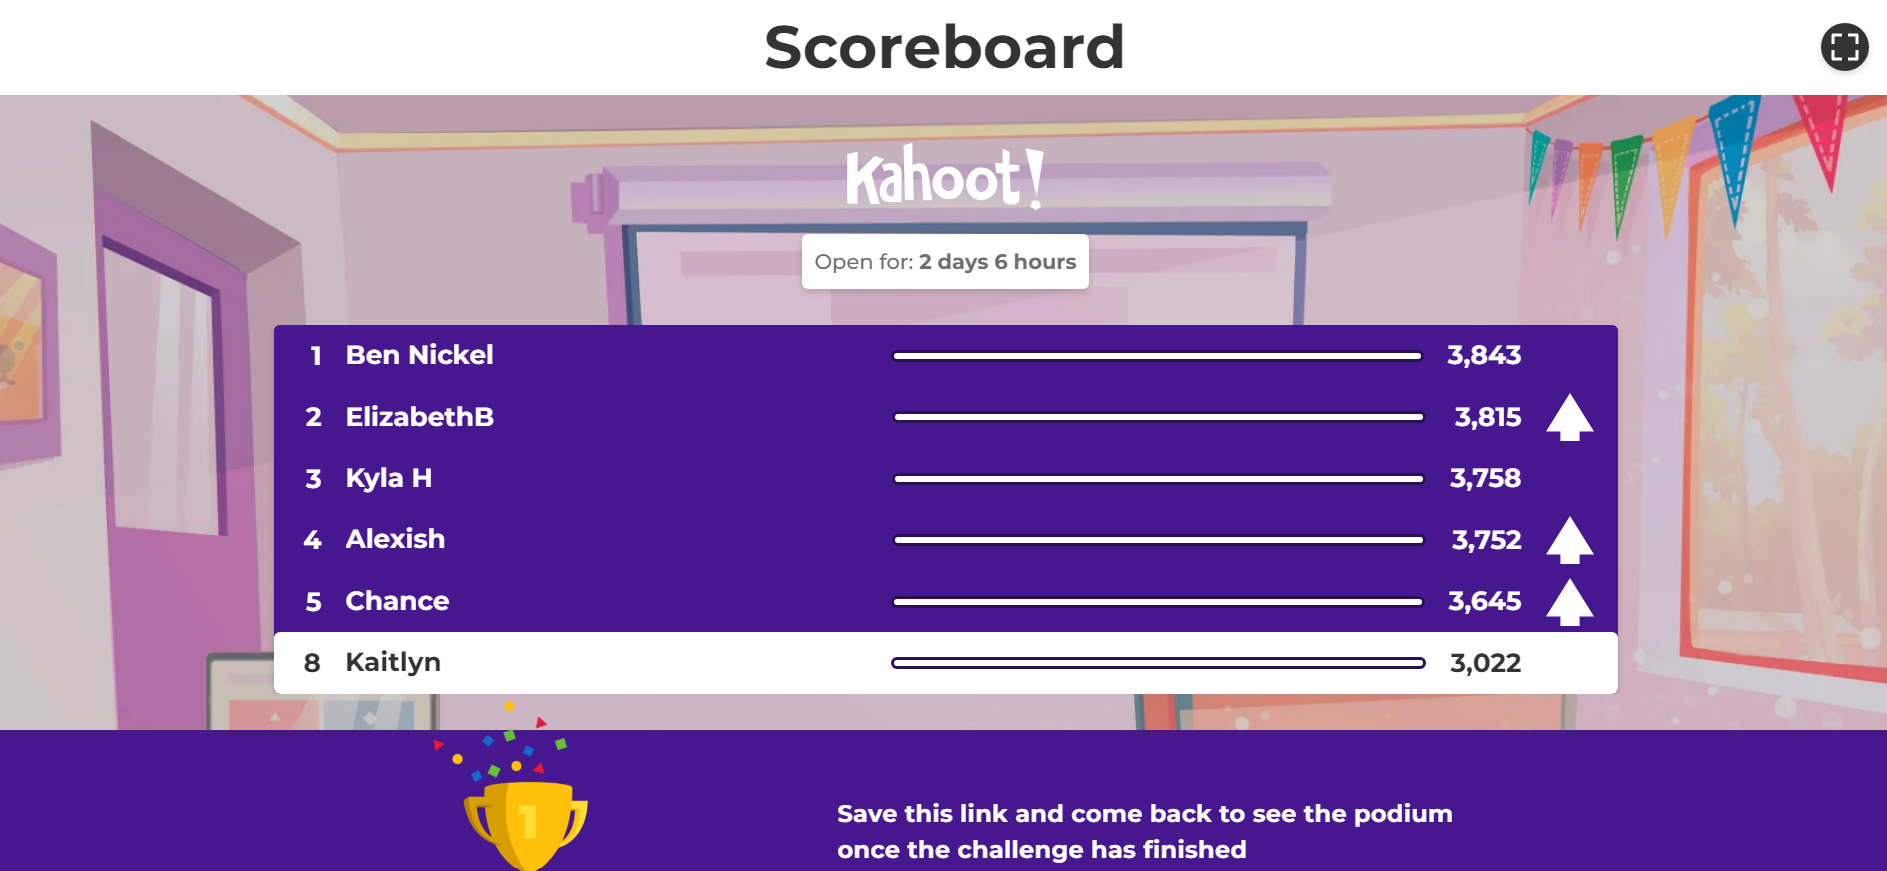 Scoreboard
Kahoot!
Open for: 2 days 6 hours
1 Ben Nickel 3,843
2 ElizabethB 3,815
3 Kyla H 3,758
4 Alexish 3,752
5 Chance 3,645
8 Kaitlyn 3,022
1
Save this link and come back to see the podium
once the challenge has finished